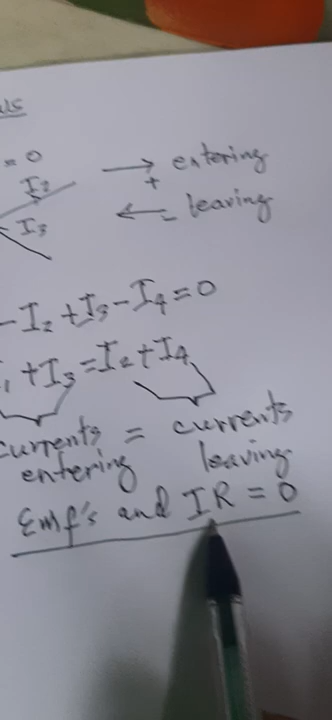 = 0
I₂
I₃
→ + entering
← - leaving
- I₂ + I₃ - I₄ = 0
+ I₃ = I₂ + I₄
currents = currents
entering leaving
Emf's and IR = 0